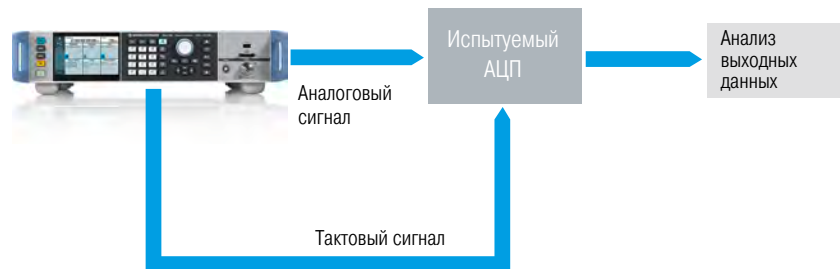 Испытуемый
АЦП
Анализ
выходных
данных
Аналоговый
сигнал
Тактовый сигнал